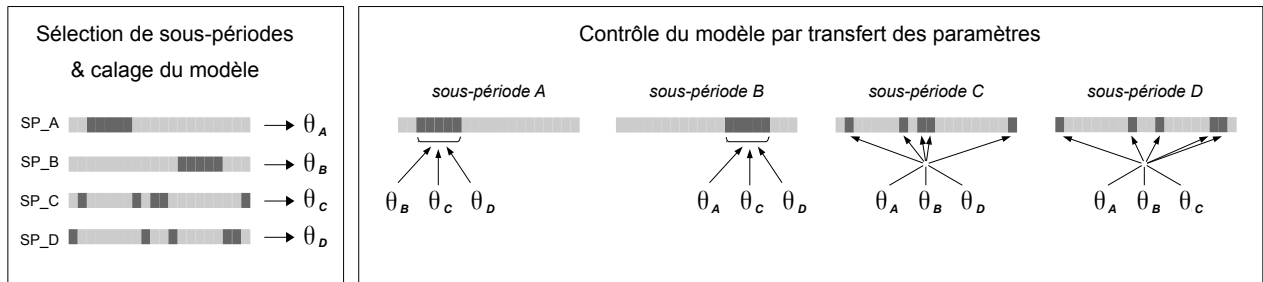 Sélection de sous-périodes
& calage du modèle
SP_A θA
SP_B θB
SP_C θC
SP_D θD
Contrôle du modèle par transfert des paramètres
sous-période A sous-période B sous-période C sous-période D
θB θC θD θA θC θD θA θB θD θA θB θC